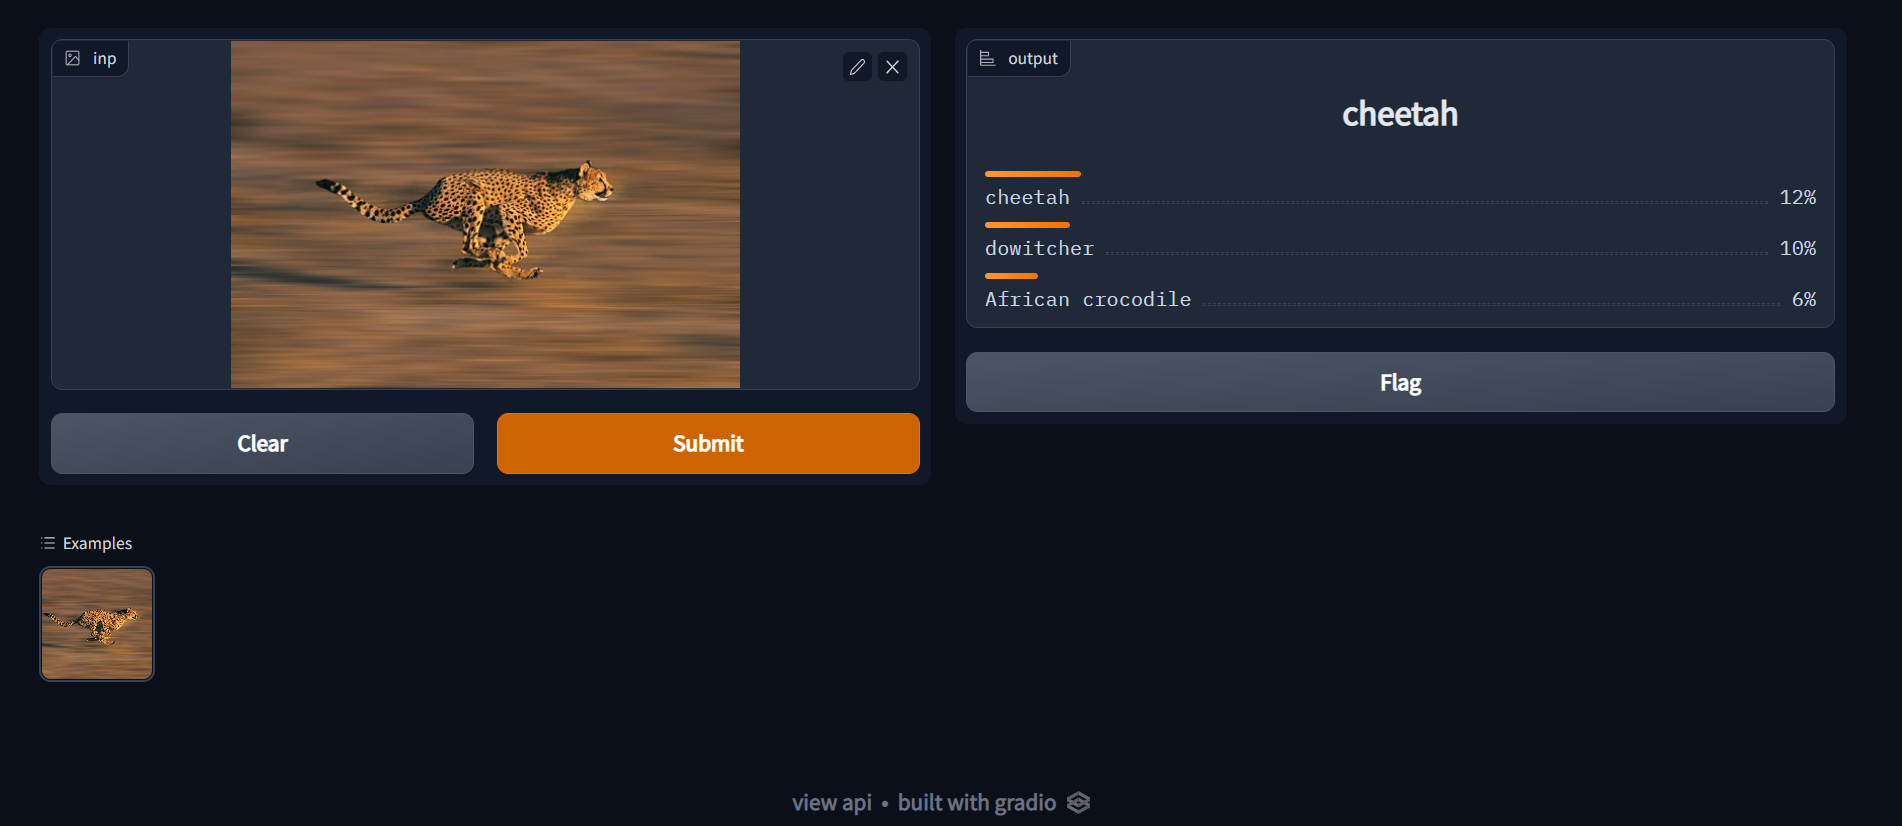 inp
Clear
Submit
Examples
output
cheetah
cheetah 12%
dowitcher 10%
African crocodile 6%
Flag
view api • built with gradio